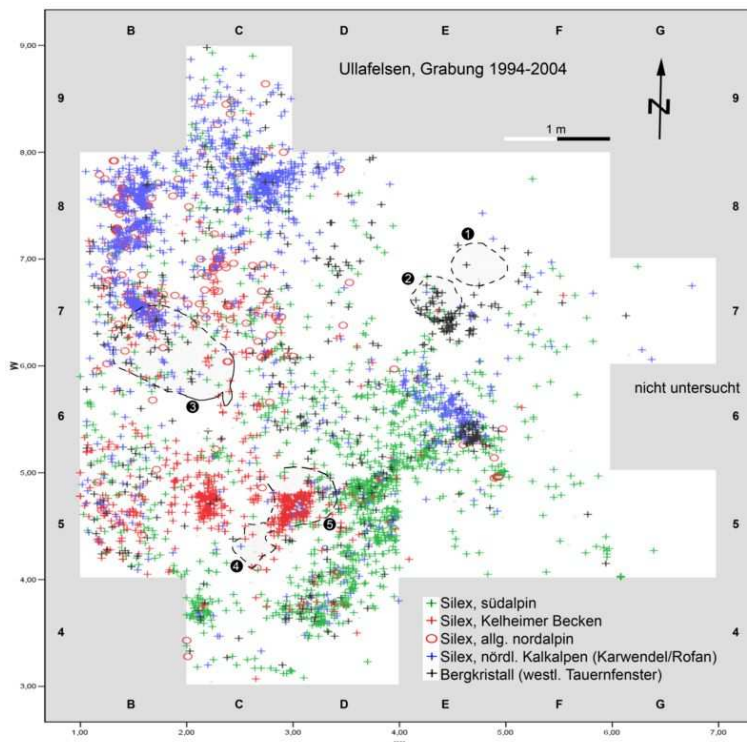 B C D E F G
9,00
Ullafelsen, Grabung 1994-2004
N
9 9
1 m
8,00
8 8
1
7,00
2
7 7
6,00
yy
3
nicht untersucht
6 6
5,00
5 5
5
4
4,00
Silex, südalpin
Silex, Kelheimer Becken
4 4
Silex, allg. nordalpin
Silex, nördl. Kalkalpen (Karwendel/Rofan)
Bergkristall (westl. Tauernfenster)
3,00
B C D E F G
1,00 2,00 3,00 4,00 5,00 6,00 7,00